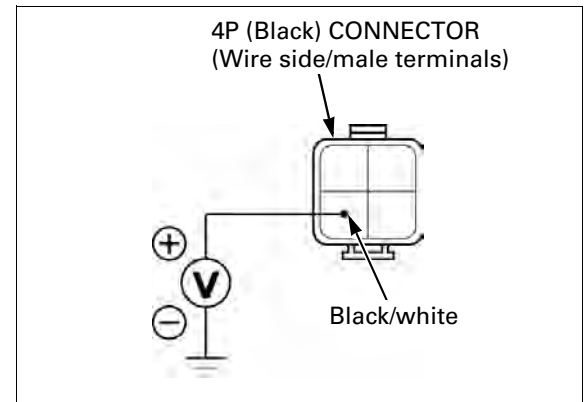 4P (Black) CONNECTOR
(Wire side/male terminals)
+
V
−
Black/white